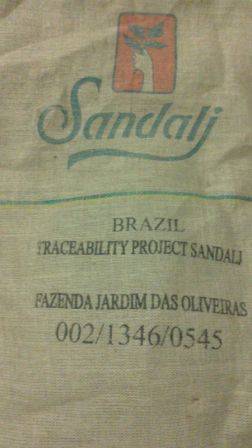 Sandalj
BRAZIL
TRACEABILITY PROJECT SANDALJ
FAZENDA JARDIM DAS OLIVEIRAS
002/1346/0545